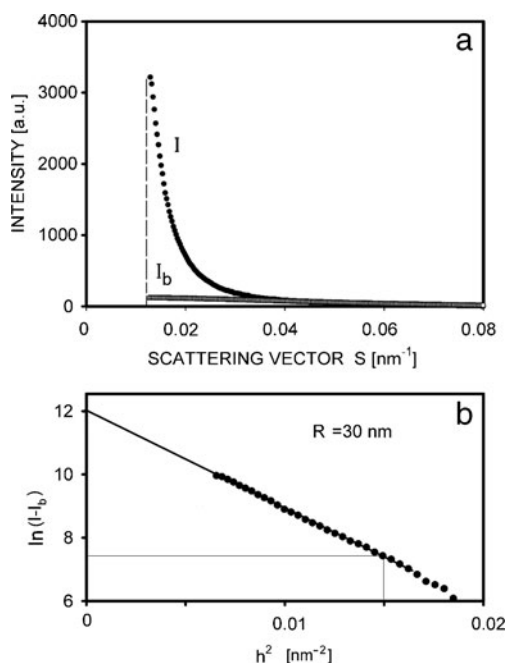 a
4000
3000
2000
1000
0
INTENSITY [a.u.]
I
I_b
0 0.02 0.04 0.06 0.08
SCATTERING VECTOR S [nm⁻¹]
b
R =30 nm
12
10
8
6
ln (I-I_b)
0 0.01 0.02
h² [nm⁻²]